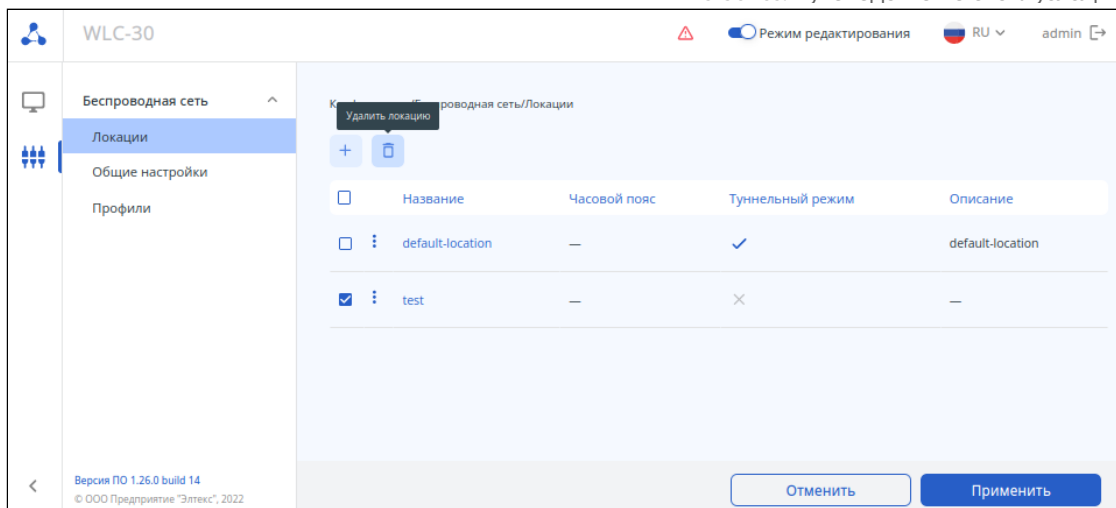 WLC-30
Режим редактирования
RU
admin
Беспроводная сеть
Локации
Общие настройки
Профили
Версия ПО 1.26.0 build 14
© ООО Предприятие "Элтекс", 2022
сеть/Локации
Удалить локацию
Название Часовой пояс Туннельный режим Описание
default-location — default-location
test — —
Отменить Применить